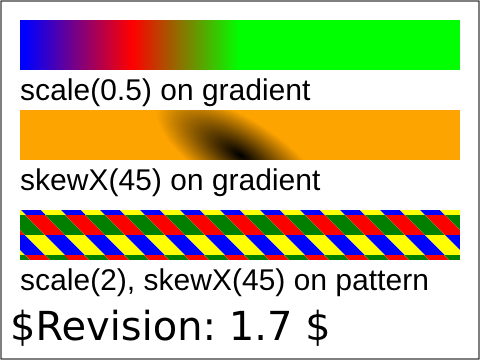 scale(0.5) on gradient
skewX(45) on gradient
scale(2), skewX(45) on pattern
$Revision: 1.7 $